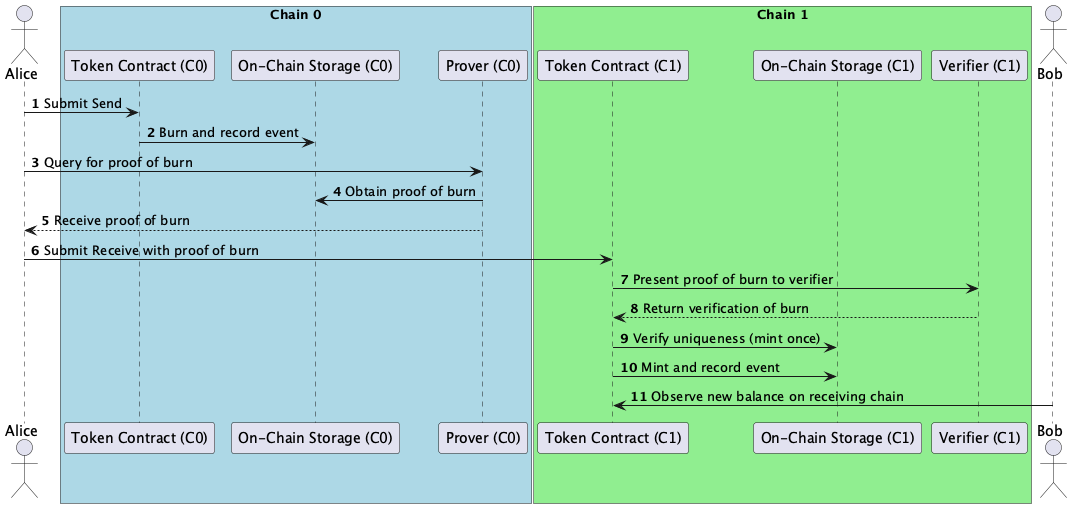 Chain 0
Chain 1
Alice
Token Contract (C0)
On-Chain Storage (C0)
Prover (C0)
Token Contract (C1)
On-Chain Storage (C1)
Verifier (C1)
Bob
1 Submit Send
2 Burn and record event
3 Query for proof of burn
4 Obtain proof of burn
5 Receive proof of burn
6 Submit Receive with proof of burn
7 Present proof of burn to verifier
8 Return verification of burn
9 Verify uniqueness (mint once)
10 Mint and record event
11 Observe new balance on receiving chain
Alice
Token Contract (C0)
On-Chain Storage (C0)
Prover (C0)
Token Contract (C1)
On-Chain Storage (C1)
Verifier (C1)
Bob